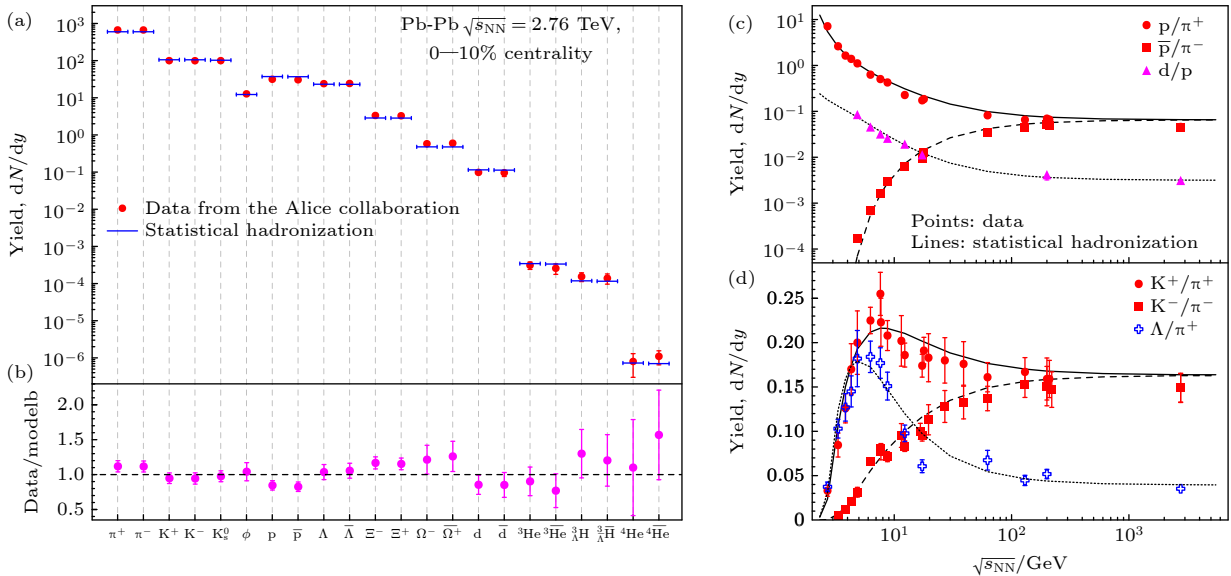 (a)
Pb-Pb √sNN = 2.76 TeV,
0—10% centrality
10³
10²
10¹
10⁰
10⁻¹
10⁻²
10⁻³
10⁻⁴
10⁻⁵
10⁻⁶
Yield, dN/dy
Data from the Alice collaboration
Statistical hadronization
(b)
2.0
1.5
1.0
0.5
Data/modelb
π⁺ π⁻ K⁺ K⁻ K⁰s ϕ p p̅ Λ Λ̅ Ξ⁻ Ξ⁺ Ω⁻ Ω̅⁺ d d̅ ³He ³H̅e̅ ³ΛH ³ΛH̅ ⁴He ⁴H̅e̅
(c)
p/π⁺
p̅/π⁻
d/p
10¹
10⁰
10⁻¹
10⁻²
10⁻³
10⁻⁴
Yield, dN/dy
Points: data
Lines: statistical hadronization
(d)
K⁺/π⁺
K⁻/π⁻
Λ/π⁺
0.25
0.20
0.15
0.10
0.05
0
Yield, dN/dy
10¹ 10² 10³
√sNN/GeV